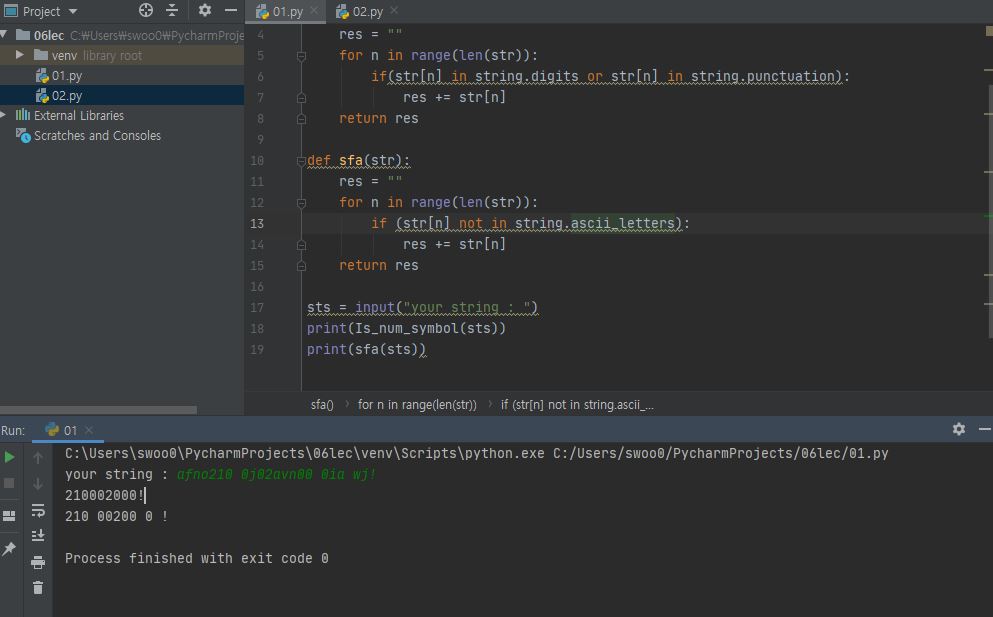 Project
01.py
02.py
06lec C:₩Users₩swoo0₩PycharmProje
venv library root
01.py
02.py
External Libraries
Scratches and Consoles
4 res = ""
5 for n in range(len(str)):
6 if(str[n] in string.digits or str[n] in string.punctuation):
7 res += str[n]
8 return res
9
10 def sfa(str):
11 res = ""
12 for n in range(len(str)):
13 if (str[n] not in string.ascii_letters):
14 res += str[n]
15 return res
16
17 sts = input("your string : ")
18 print(Is_num_symbol(sts))
19 print(sfa(sts))
sfa() › for n in range(len(str)) › if (str[n] not in string.ascii_...
Run: 01
C:\Users\swoo0\PycharmProjects\06lec\venv\Scripts\python.exe C:/Users/swoo0/PycharmProjects/06lec/01.py
your string : afno210 0j02avn00 0ia wj!
210002000!
210 00200 0 !
Process finished with exit code 0